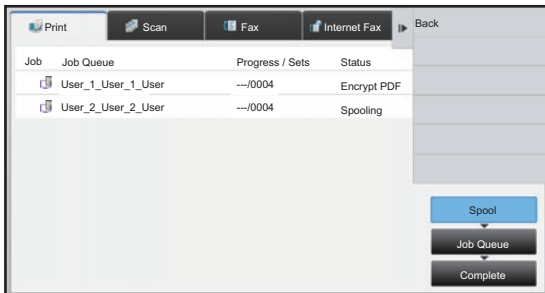 Print Scan Fax Internet Fax Back
Job Job Queue Progress / Sets Status
User_1_User_1_User ---/0004 Encrypt PDF
User_2_User_2_User ---/0004 Spooling
Spool
Job Queue
Complete